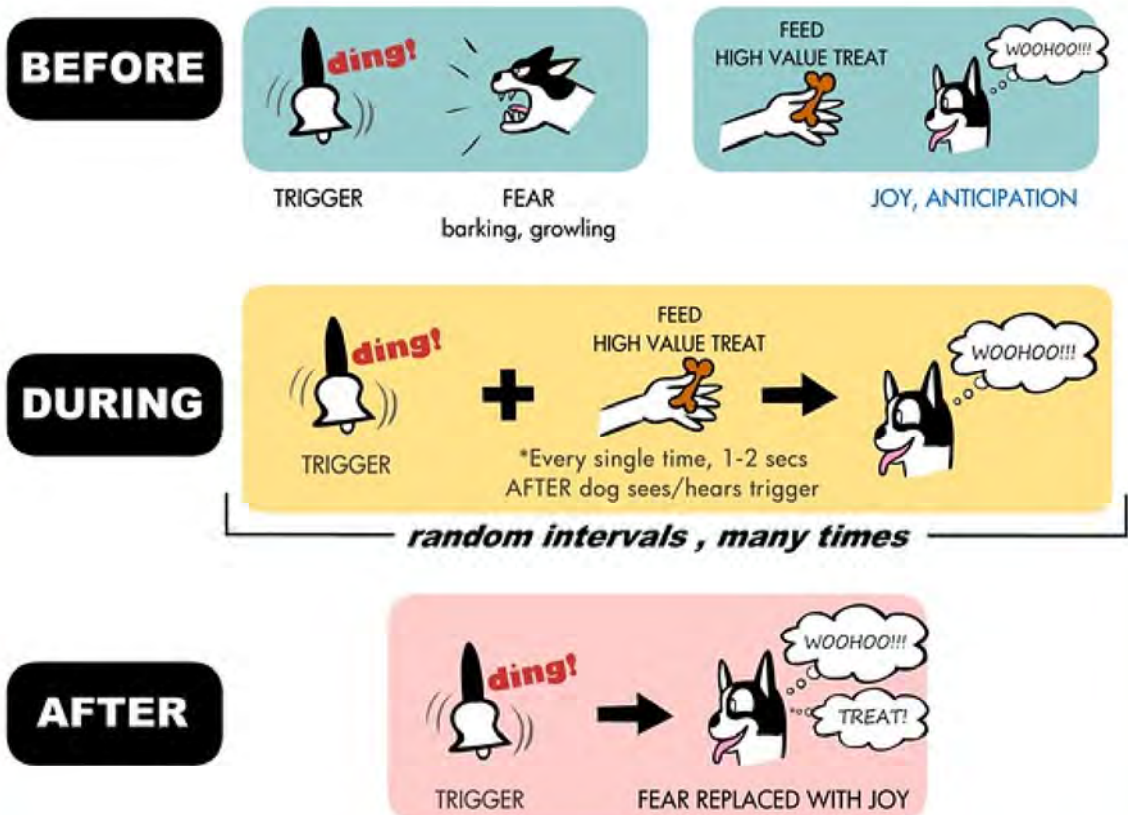 BEFORE
ding!
TRIGGER
FEAR
barking, growling
FEED
HIGH VALUE TREAT
WOOHOO!!!
JOY, ANTICIPATION
DURING
ding!
TRIGGER
FEED
HIGH VALUE TREAT
*Every single time, 1-2 secs
AFTER dog sees/hears trigger
WOOHOO!!!
random intervals , many times
AFTER
ding!
TRIGGER
WOOHOO!!!
TREAT!
FEAR REPLACED WITH JOY